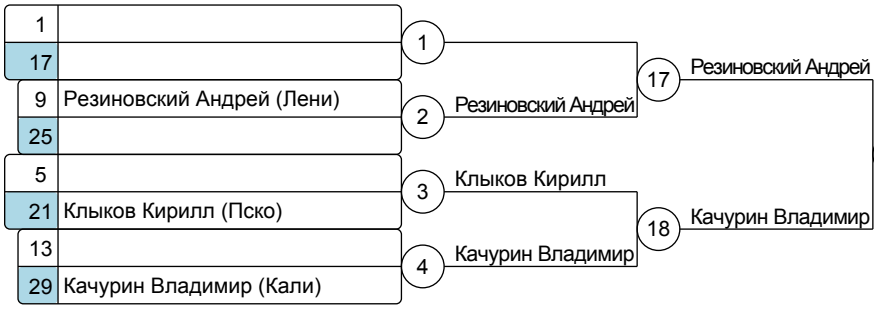 1
17
1
9 Резиновский Андрей (Лени)
25
2
Резиновский Андрей
17
Резиновский Андрей
5
21 Клыков Кирилл (Пско)
3
Клыков Кирилл
13
29 Качурин Владимир (Кали)
4
Качурин Владимир
18
Качурин Владимир